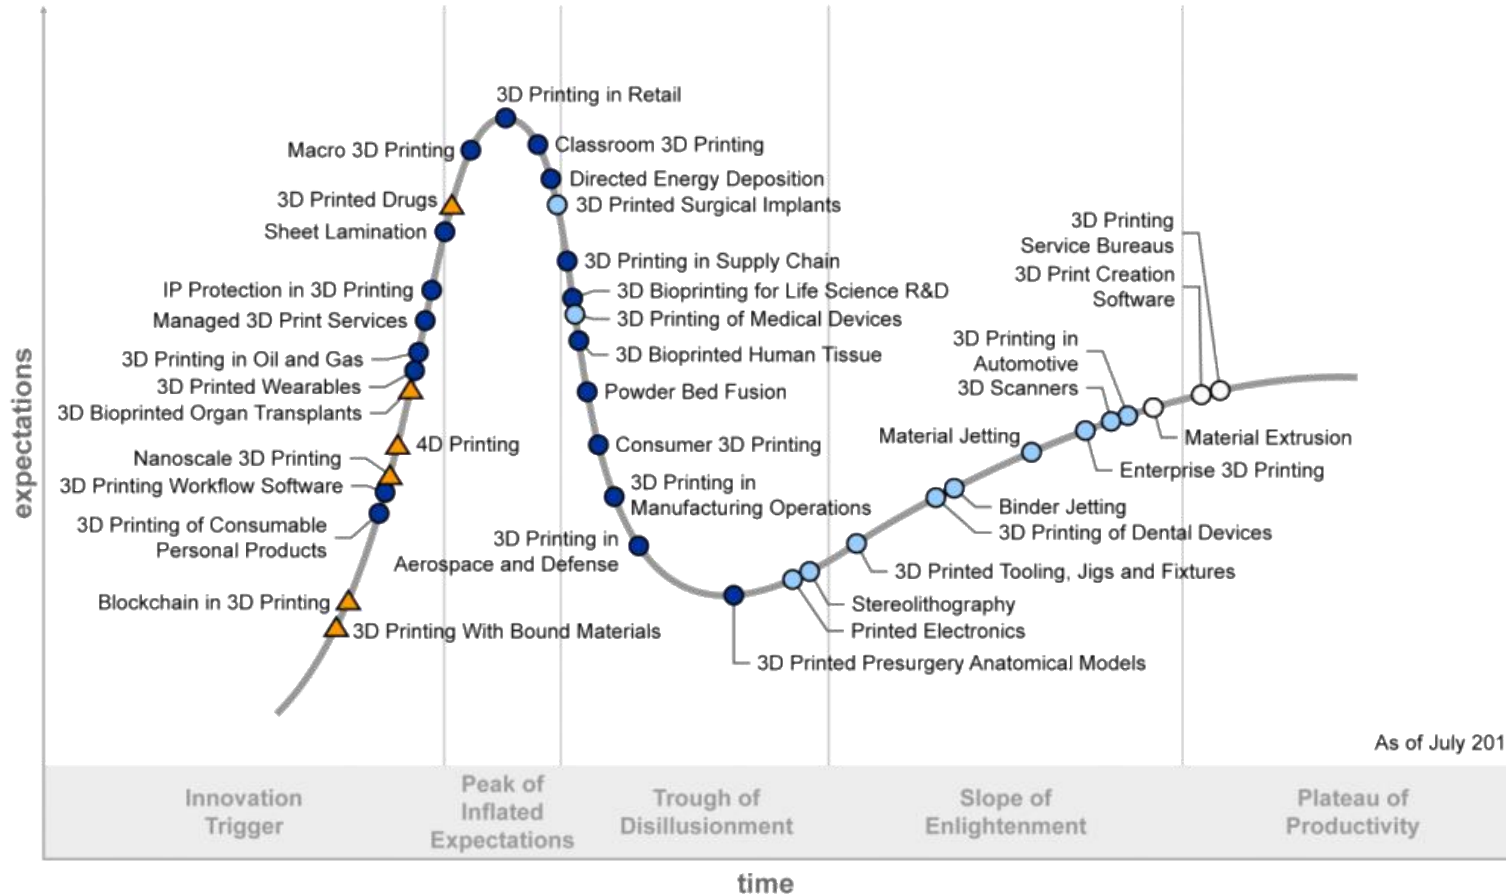 3D Printing in Retail
Macro 3D Printing
Classroom 3D Printing
Directed Energy Deposition
3D Printed Drugs
3D Printed Surgical Implants
Sheet Lamination
3D Printing in Supply Chain
IP Protection in 3D Printing
3D Bioprinting for Life Science R&D
Managed 3D Print Services
3D Printing of Medical Devices
3D Printing in Oil and Gas
3D Bioprinted Human Tissue
3D Printed Wearables
3D Bioprinted Organ Transplants
Powder Bed Fusion
4D Printing
Consumer 3D Printing
Nanoscale 3D Printing
3D Printing Workflow Software
3D Printing in
Manufacturing Operations
3D Printing of Consumable
Personal Products
3D Printing in
Aerospace and Defense
Blockchain in 3D Printing
3D Printing With Bound Materials
3D Printing
Service Bureaus
3D Print Creation
Software
3D Printing in
Automotive
3D Scanners
Material Jetting
Material Extrusion
Enterprise 3D Printing
Binder Jetting
3D Printing of Dental Devices
3D Printed Tooling, Jigs and Fixtures
Stereolithography
Printed Electronics
3D Printed Presurgery Anatomical Models
As of July 201
expectations
Innovation
Trigger
Peak of
Inflated
Expectations
Trough of
Disillusionment
Slope of
Enlightenment
Plateau of
Productivity
time